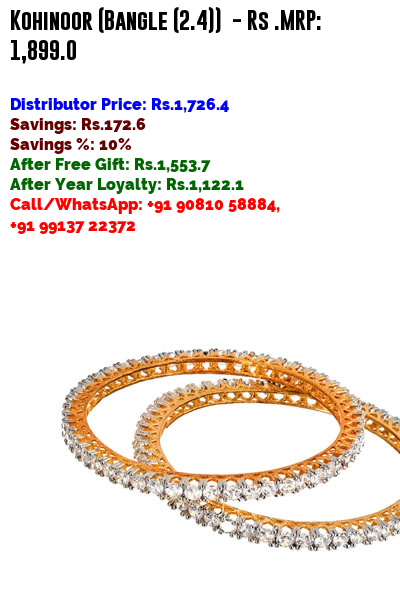 Kohinoor (Bangle (2.4)) - Rs .MRP:
1,899.0
Distributor Price: Rs.1,726.4
Savings: Rs.172.6
Savings %: 10%
After Free Gift: Rs.1,553.7
After Year Loyalty: Rs.1,122.1
Call/WhatsApp: +91 90810 58884,
+91 99137 22372